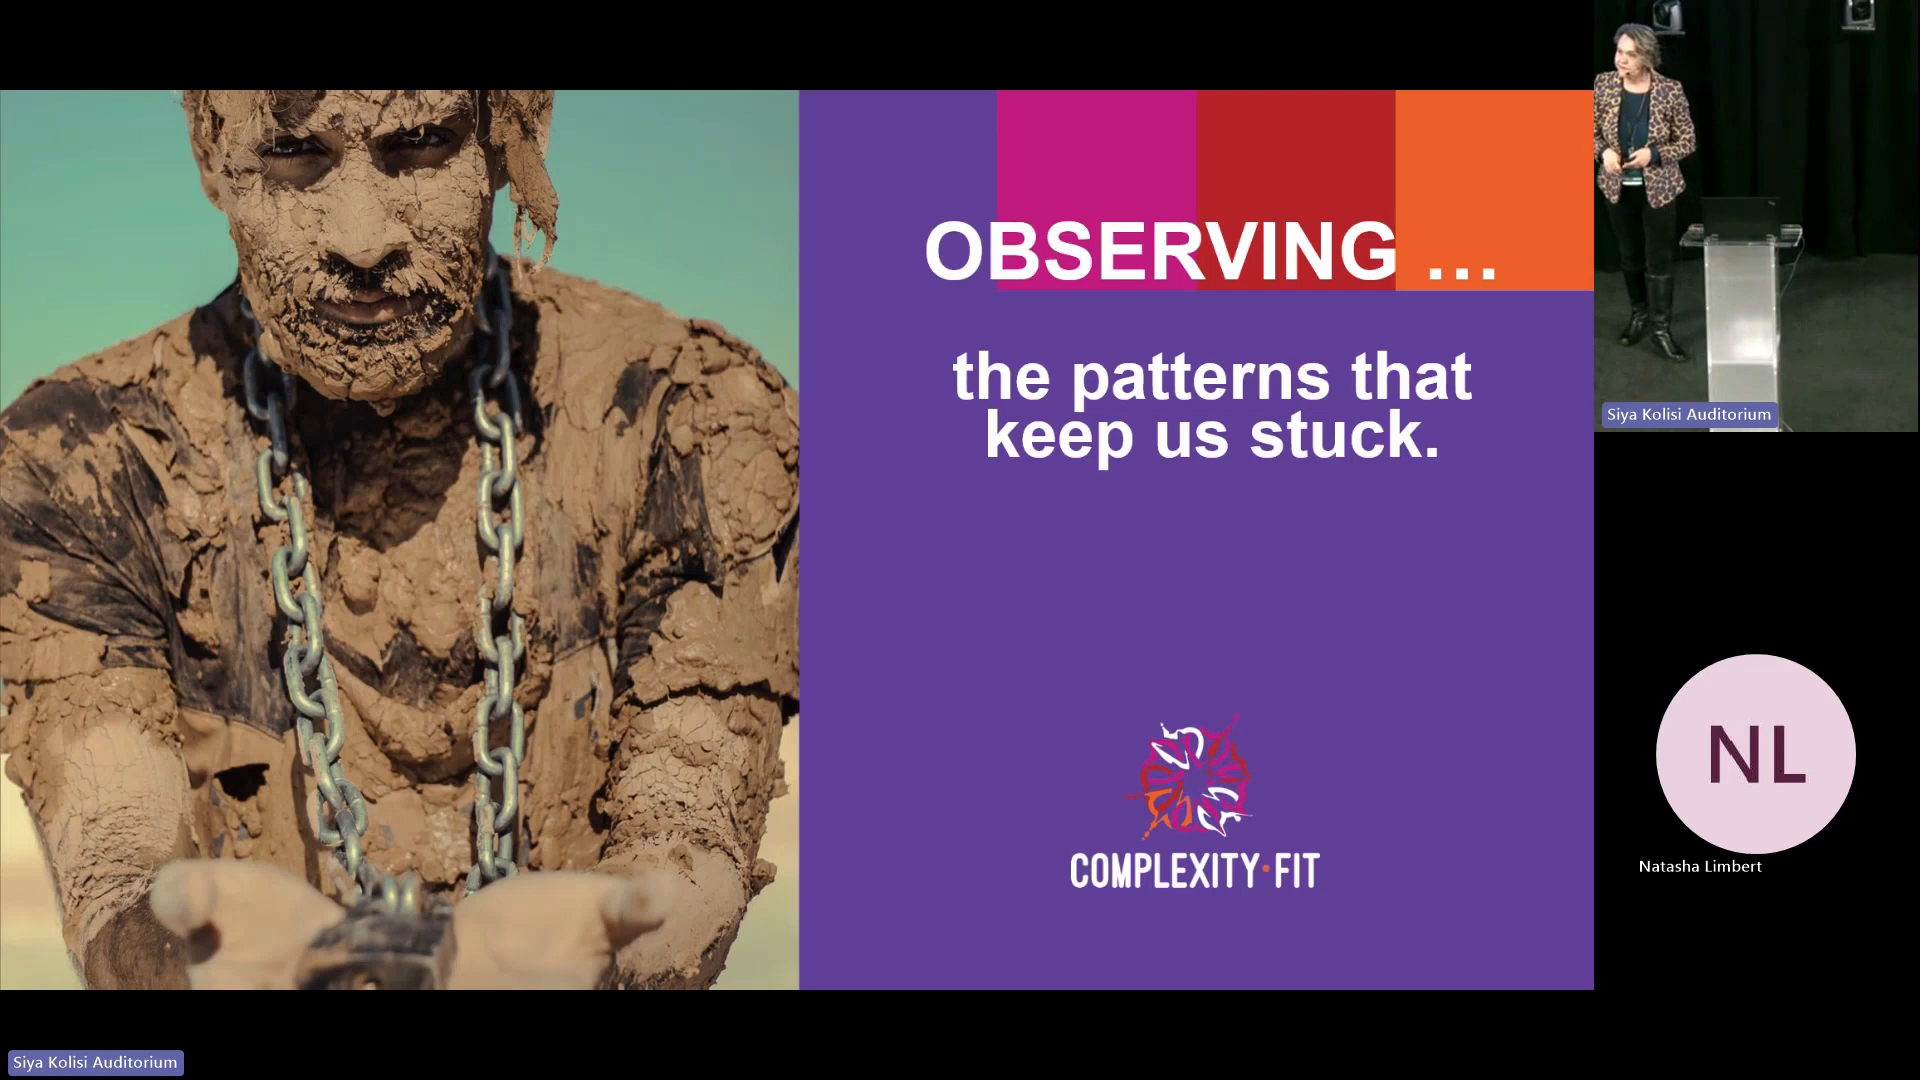 OBSERVING ...
the patterns that
keep us stuck.
COMPLEXITY·FIT
Siya Kolisi Auditorium
NL
Natasha Limbert
Siya Kolisi Auditorium